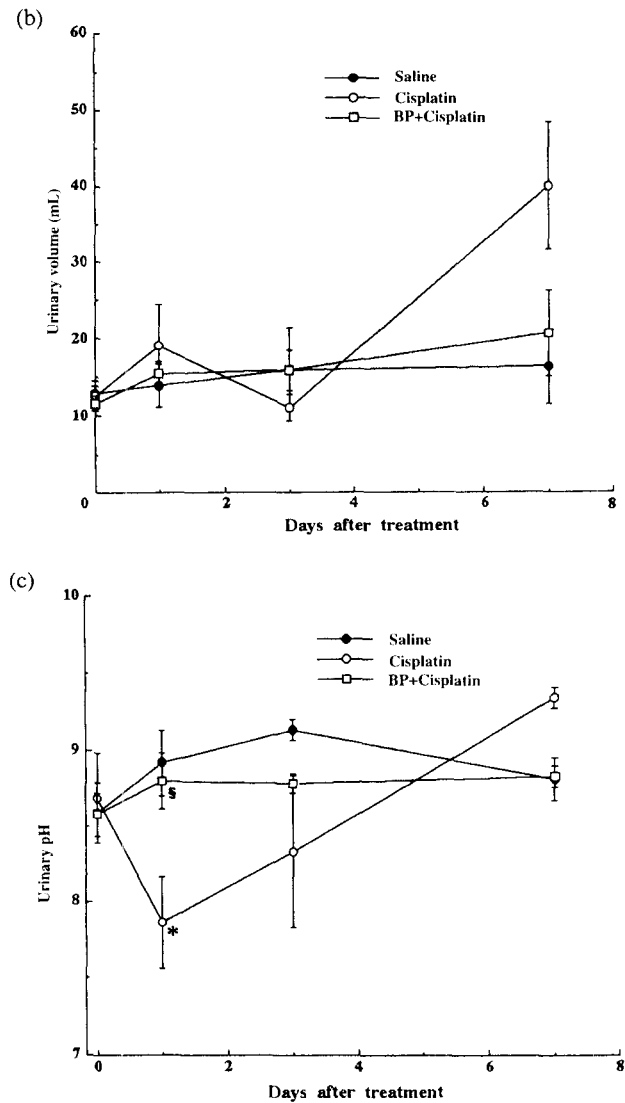 (b)
60
50
40
30
20
10
0
2
4
6
8
Urinary volume (mL)
Days after treatment
Saline
Cisplatin
BP+Cisplatin
(c)
10
9
8
7
0
2
4
6
8
Urinary pH
Days after treatment
Saline
Cisplatin
BP+Cisplatin
§
*